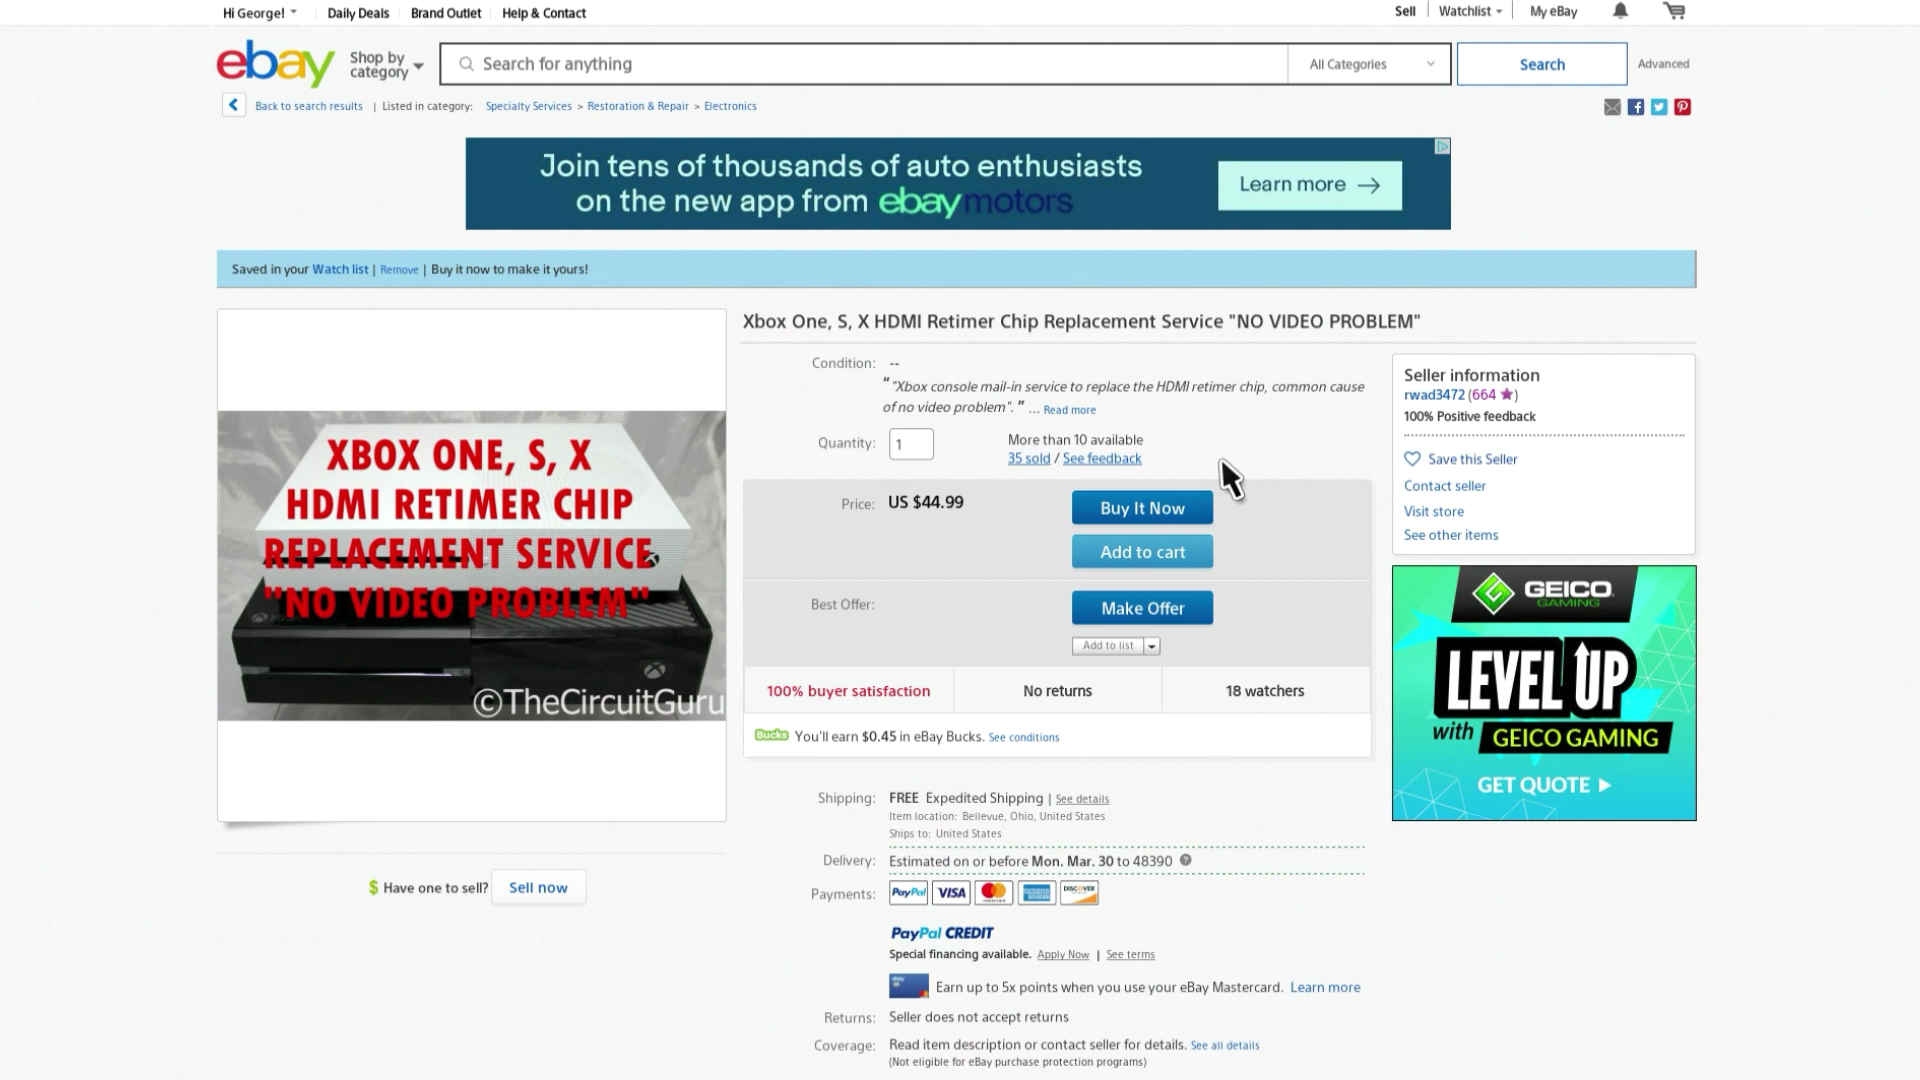 Hi George!
Daily Deals
Brand Outlet
Help & Contact
Sell
Watchlist
My eBay
ebay
Shop by
category
Search for anything
All Categories
Search
Advanced
Back to search results | Listed in category: Specialty Services > Restoration & Repair > Electronics
Join tens of thousands of auto enthusiasts
on the new app from ebaymotors
Learn more →
Saved in your Watch list | Remove | Buy it now to make it yours!
XBOX ONE, S, X
HDMI RETIMER CHIP
REPLACEMENT SERVICE
"NO VIDEO PROBLEM"
©TheCircuitGuru
$ Have one to sell? Sell now
Xbox One, S, X HDMI Retimer Chip Replacement Service "NO VIDEO PROBLEM"
Condition: --
“ "Xbox console mail-in service to replace the HDMI retimer chip, common cause
of no video problem". ” ... Read more
Quantity: 1
More than 10 available
35 sold / See feedback
Price: US $44.99
Buy It Now
Add to cart
Best Offer:
Make Offer
Add to list
100% buyer satisfaction
No returns
18 watchers
Bucks You'll earn $0.45 in eBay Bucks. See conditions
Shipping: FREE Expedited Shipping | See details
Item location: Bellevue, Ohio, United States
Ships to: United States
Delivery: Estimated on or before Mon. Mar. 30 to 48390
Payments: PayPal VISA mastercard DISCOVER
PayPal CREDIT
Special financing available. Apply Now | See terms
Earn up to 5x points when you use your eBay Mastercard. Learn more
Returns: Seller does not accept returns
Coverage: Read item description or contact seller for details. See all details
(Not eligible for eBay purchase protection programs)
Seller information
rwad3472 (664 ★)
100% Positive feedback
Save this Seller
Contact seller
Visit store
See other items
GEICO
GAMING
LEVEL UP
with GEICO GAMING
GET QUOTE